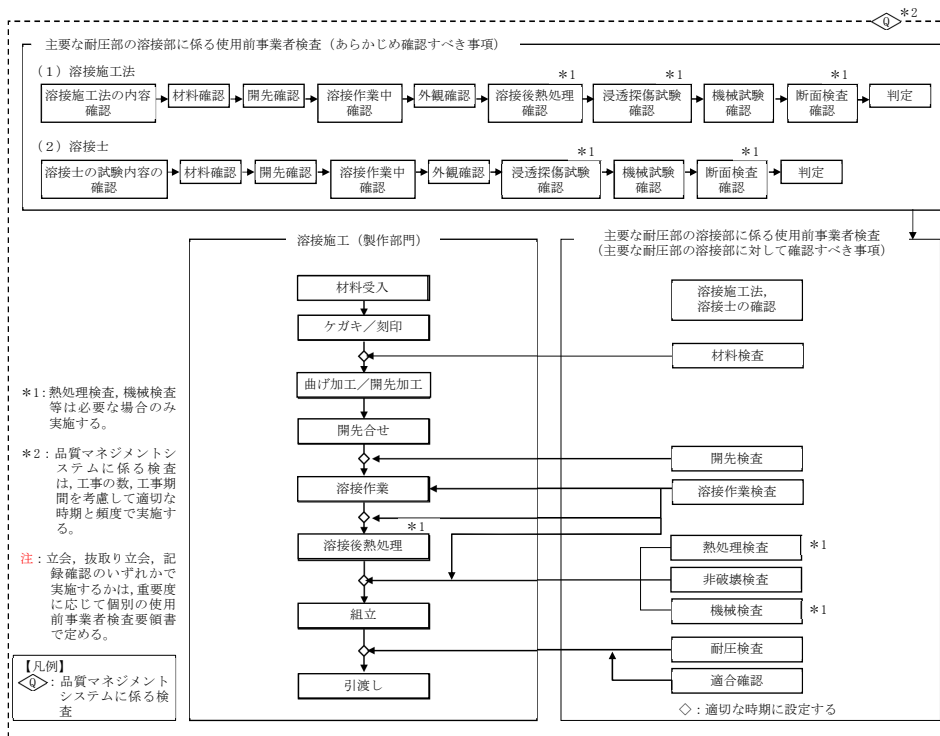 Q *2
主要な耐圧部の溶接部に係る使用前事業者検査（あらかじめ確認すべき事項）
（１）溶接施工法
*1
*1
*1
溶接施工法の内容
確認
材料確認
開先確認
溶接作業中
確認
外観確認
溶接後熱処理
確認
浸透探傷試験
確認
機械試験
確認
断面検査
確認
判定
（２）溶接士
*1
*1
溶接士の試験内容の
確認
材料確認
開先確認
溶接作業中
確認
外観確認
浸透探傷試験
確認
機械試験
確認
断面検査
確認
判定
溶接施工（製作部門）
材料受入
ケガキ／刻印
曲げ加工／開先加工
開先合せ
溶接作業
*1
溶接後熱処理
組立
引渡し
主要な耐圧部の溶接部に係る使用前事業者検査
（主要な耐圧部の溶接部に対して確認すべき事項）
溶接施工法，
溶接士の確認
材料検査
開先検査
溶接作業検査
熱処理検査 *1
非破壊検査
機械検査 *1
耐圧検査
適合確認
◇：適切な時期に設定する
*1：熱処理検査，機械検査
等は必要な場合のみ
実施する。
*2：品質マネジメントシ
ステムに係る検査
は，工事の数，工事期
間を考慮して適切な
時期と頻度で実施す
る。
注：立会，抜取り立会，記
録確認のいずれかで
実施するかは，重要度
に応じて個別の使用
前事業者検査要領書
で定める。
【凡例】
Q：品質マネジメント
システムに係る検
査